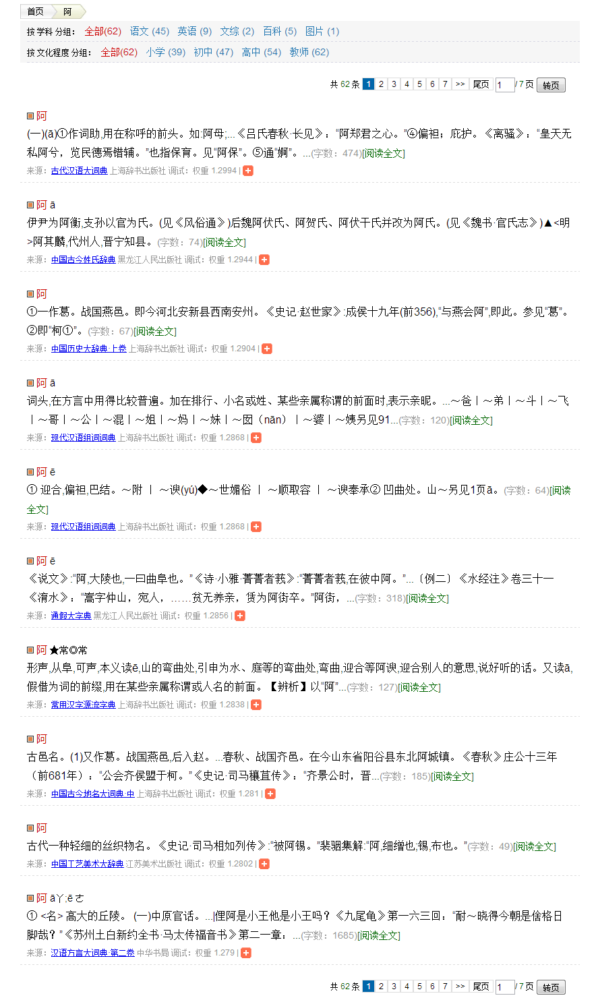 首页 阿
按 学科 分组： 全部(62) 语文 (45) 英语 (9) 文综 (2) 百科 (5) 图片 (1)
按 文化程度 分组： 全部(62) 小学 (39) 初中 (47) 高中 (54) 教师 (62)
共 62 条 1 2 3 4 5 6 7 >> 尾页 1 / 7 页 转页
阿
(一)(ā)①作词助,用在称呼的前头。如:阿母;...《吕氏春秋·长见》：“阿郑君之心。”④偏袒；庇护。《离骚》：“皇天无
私阿兮，览民德焉错辅。”也指保育。见“阿保”。⑤通“婀”。...(字数：474)[阅读全文]
来源：古代汉语大词典 上海辞书出版社 调试：权重 1.2994 |
阿 ā
伊尹为阿衡,支孙以官为氏。(见《风俗通》)后魏阿伏氏、阿贺氏、阿伏干氏并改为阿氏。(见《魏书·官氏志》)▲<明
>阿其麟,代州人,晋宁知县。(字数：74)[阅读全文]
来源：中国古今姓氏辞典 黑龙江人民出版社 调试：权重 1.2944 |
阿
①一作葛。战国燕邑。即今河北安新县西南安州。《史记·赵世家》:成侯十九年(前356),“与燕会阿”,即此。参见“葛”。
②即“柯①”。(字数：67)[阅读全文]
来源：中国历史大辞典·上卷 上海辞书出版社 调试：权重 1.2904 |
阿 ā
词头,在方言中用得比较普遍。加在排行、小名或姓、某些亲属称谓的前面时,表示亲昵。...～爸｜～弟｜～斗｜～飞
｜～哥｜～公｜～混｜～姐｜～妈｜～妹｜～囡（nān）｜～婆｜～姨另见91...(字数：120)[阅读全文]
来源：现代汉语组词词典 上海辞书出版社 调试：权重 1.2868 |
阿 ē
① 迎合,偏袒,巴结。～附 ｜ ～谀(yú)◆～世媚俗 ｜ ～顺取容 ｜ ～谀奉承② 凹曲处。山～另见1页ā。(字数：64)[阅读
全文]
来源：现代汉语组词词典 上海辞书出版社 调试：权重 1.2868 |
阿 ē
《说文》:“阿,大陵也,一曰曲阜也。”《诗·小雅·菁菁者莪》:“菁菁者莪,在彼中阿。”...〔例二〕《水经注》卷三十一
《淯水》：“嵩字仲山，宛人，……贫无养亲，赁为阿街卒。”阿街，...(字数：318)[阅读全文]
来源：通假大字典 黑龙江人民出版社 调试：权重 1.2856 |
阿 ★常◎常
形声,从阜,可声,本义读ē,山的弯曲处,引申为水、庭等的弯曲处,弯曲,迎合等阿谀,迎合别人的意思,说好听的话。又读ā,
假借为词的前缀,用在某些亲属称谓或人名的前面。【辨析】以“阿”...(字数：127)[阅读全文]
来源：常用汉字源流字典 上海辞书出版社 调试：权重 1.2838 |
阿
古邑名。(1)又作葛。战国燕邑,后入赵。...春秋、战国齐邑。在今山东省阳谷县东北阿城镇。《春秋》庄公十三年
（前681年）：“公会齐侯盟于柯。”《史记·司马穰苴传》：“齐景公时，晋...(字数：185)[阅读全文]
来源：中国古今地名大词典·中 上海辞书出版社 调试：权重 1.281 |
阿
古代一种轻细的丝织物名。《史记·司马相如列传》:“被阿锡。”裴骃集解:“阿,细缯也;锡,布也。”(字数：49)[阅读全文]
来源：中国工艺美术大辞典 江苏美术出版社 调试：权重 1.2802 |
阿 āㄚ;ēㄜ
① <名> 高大的丘陵。 (一)中原官话。...|俚阿是小王他是小王吗？《九尾龟》第一六三回：“耐～晓得今朝是倽格日
脚哉？”《苏州土白新约全书·马太传福音书》第二一章：...(字数：1685)[阅读全文]
来源：汉语方言大词典·第二卷 中华书局 调试：权重 1.279 |
共 62 条 1 2 3 4 5 6 7 >> 尾页 1 / 7 页 转页